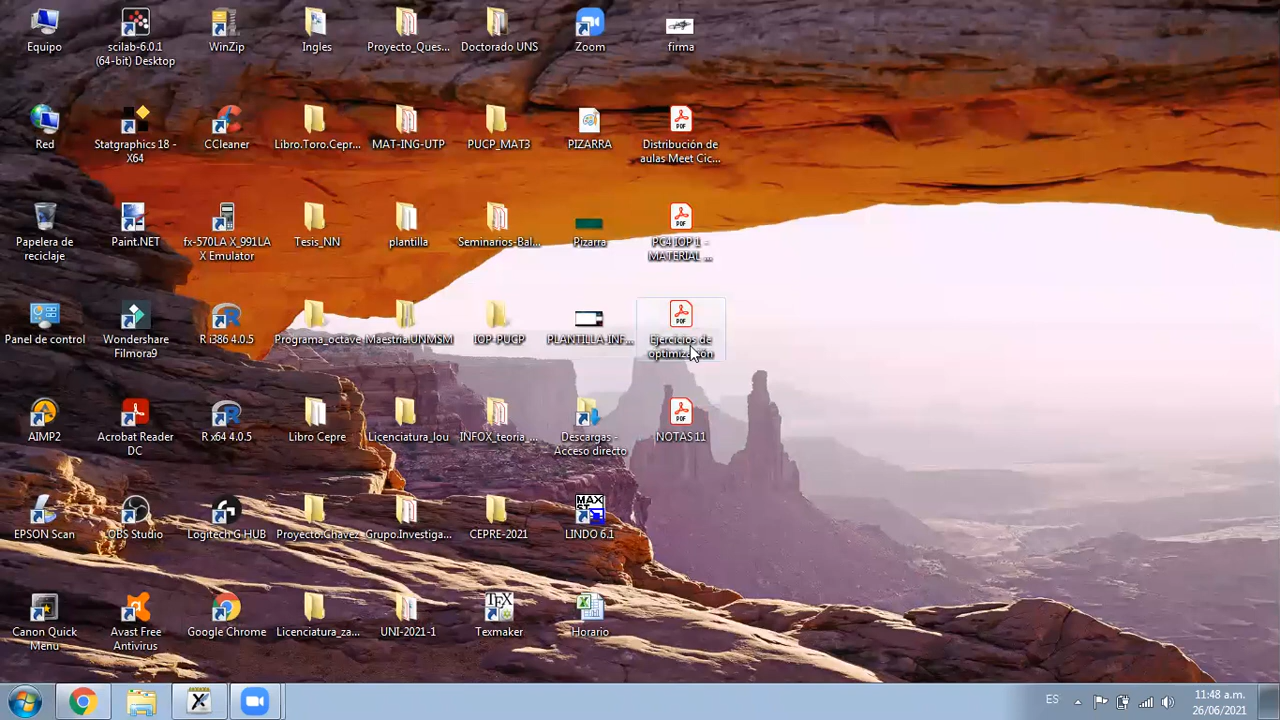 Equipo
scilab-6.0.1
(64-bit) Desktop
WinZip
Ingles
Proyecto_Ques...
Doctorado UNS
Zoom
firma
Red
Statgraphics 18 -
X64
CCleaner
Libro.Toro.Cepr...
MAT-ING-UTP
PUCP_MAT3
PIZARRA
PDF
Distribución de
aulas Meet Cic...
Papelera de
reciclaje
Paint.NET
fx-570LA X_991LA
X Emulator
Tesis_NN
plantilla
Seminarios-Bal...
Pizarra
PDF
PC4 IOP 1 -
MATERIAL ...
Panel de control
Wondershare
Filmora9
R i386 4.0.5
Programa_octave
Maestria.UNMSM
IOP-PUCP
PLANTILLA-INF...
PDF
Ejercicios de
optimización
AIMP2
Acrobat Reader
DC
R x64 4.0.5
Libro Cepre
Licenciatura_lou
INFOX_teoria_...
Descargas -
Acceso directo
PDF
NOTAS 11
EPSON Scan
OBS Studio
Logitech G HUB
Proyecto.Chavez
Grupo.Investiga...
CEPRE-2021
LINDO 6.1
Canon Quick
Menu
Avast Free
Antivirus
Google Chrome
Licenciatura_za...
UNI-2021-1
Texmaker
Horario
ES
11:48 a.m.
26/06/2021